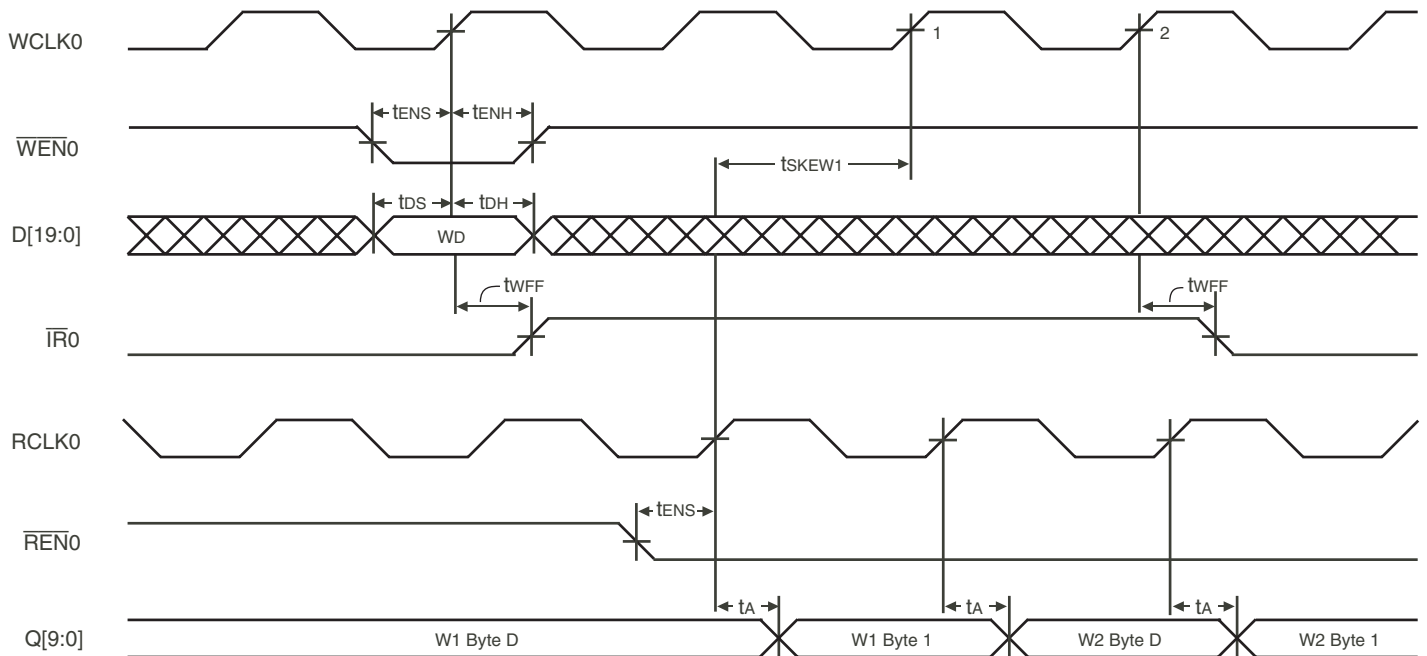 WCLK0
1
2
tENS
tENH
WEN0
tSKEW1
tDS
tDH
D[19:0]
WD
tWFF
tWFF
IR0
RCLK0
tENS
REN0
tA
tA
tA
Q[9:0]
W1 Byte D
W1 Byte 1
W2 Byte D
W2 Byte 1